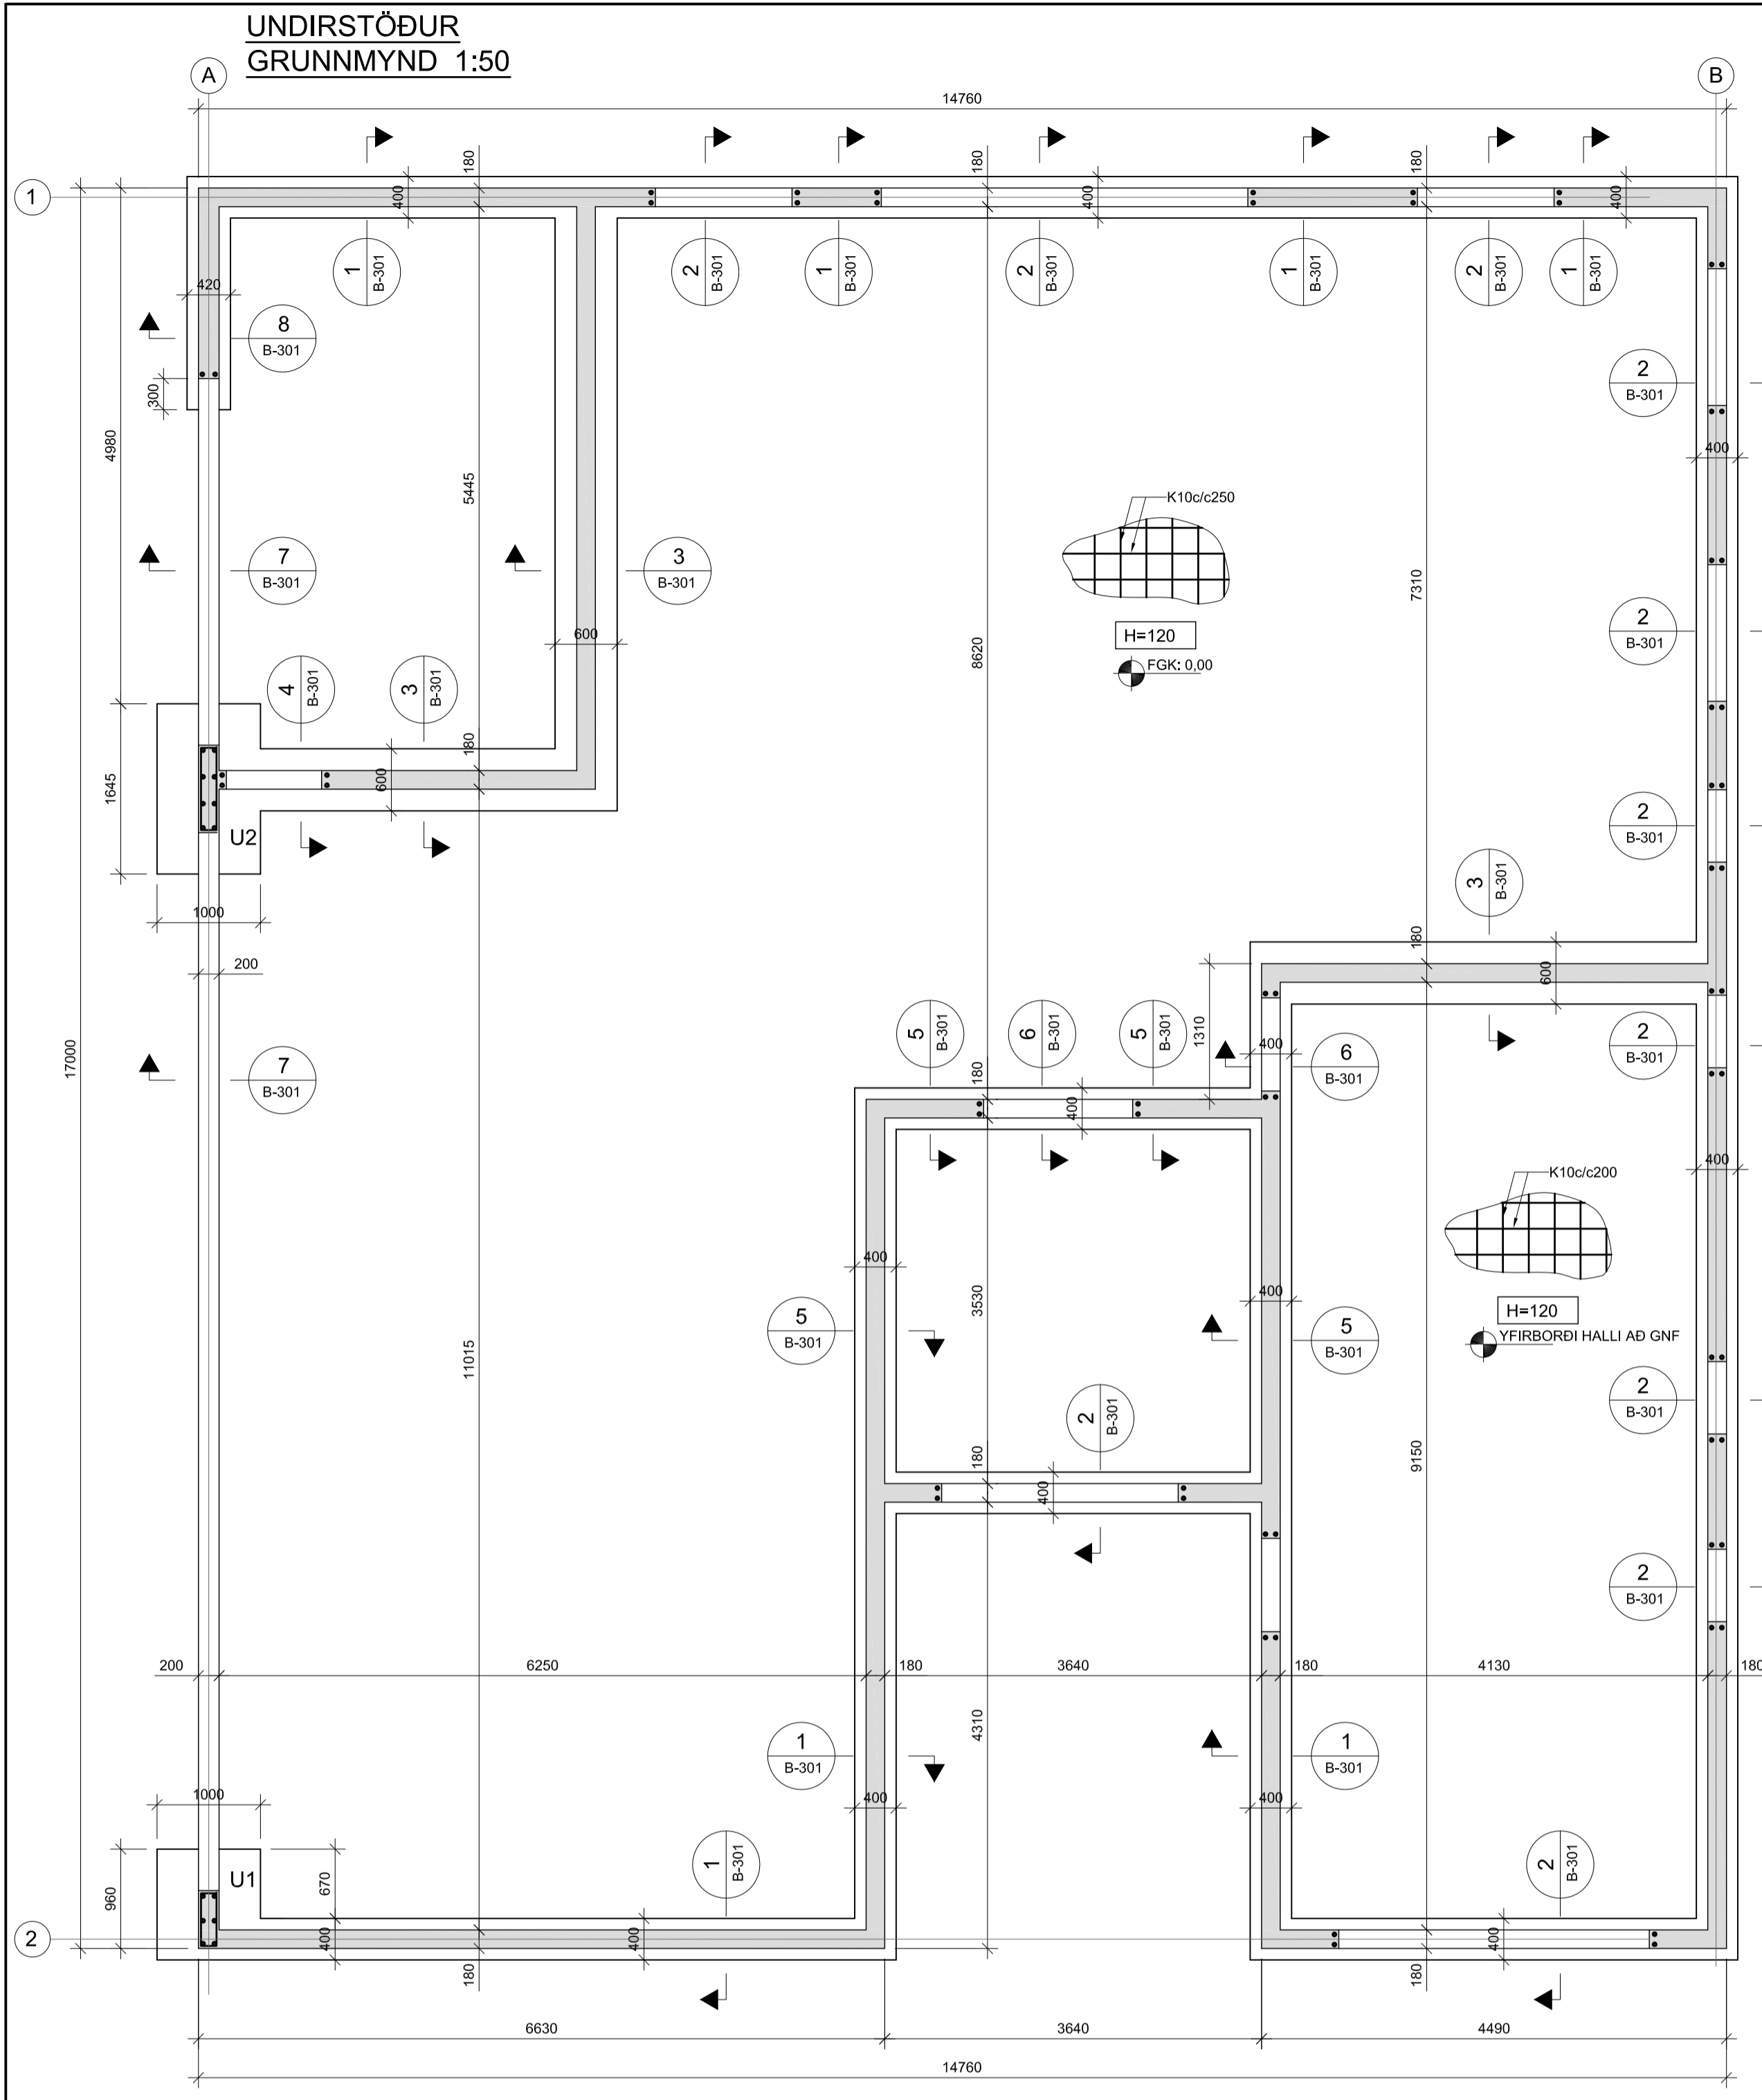 UNDIRSTÖÐUR
GRUNNMYND 1:50
A
B
14760
180
180
180
1
400
400
400
1
B-301
2
B-301
1
B-301
2
B-301
1
B-301
2
B-301
1
B-301
420
8
B-301
300
2
B-301
4980
400
5445
K10c/c250
7
B-301
3
B-301
7310
600
H=120
2
B-301
8620
FGK: 0,00
4
B-301
3
B-301
180
600
1645
U2
2
B-301
3
B-301
1000
180
200
600
17000
5
B-301
6
B-301
5
B-301
1310
400
6
B-301
2
B-301
7
B-301
180
400
400
K10c/c200
400
3530
400
5
B-301
5
B-301
H=120
YFIRBORÐI HALLI AÐ GNF
11015
2
B-301
2
B-301
180
9150
400
2
B-301
200
6250
180
3640
180
4130
180
4310
1
B-301
1
B-301
1000
400
400
1
B-301
2
B-301
U1
670
960
2
400
400
400
180
180
6630
3640
4490
14760